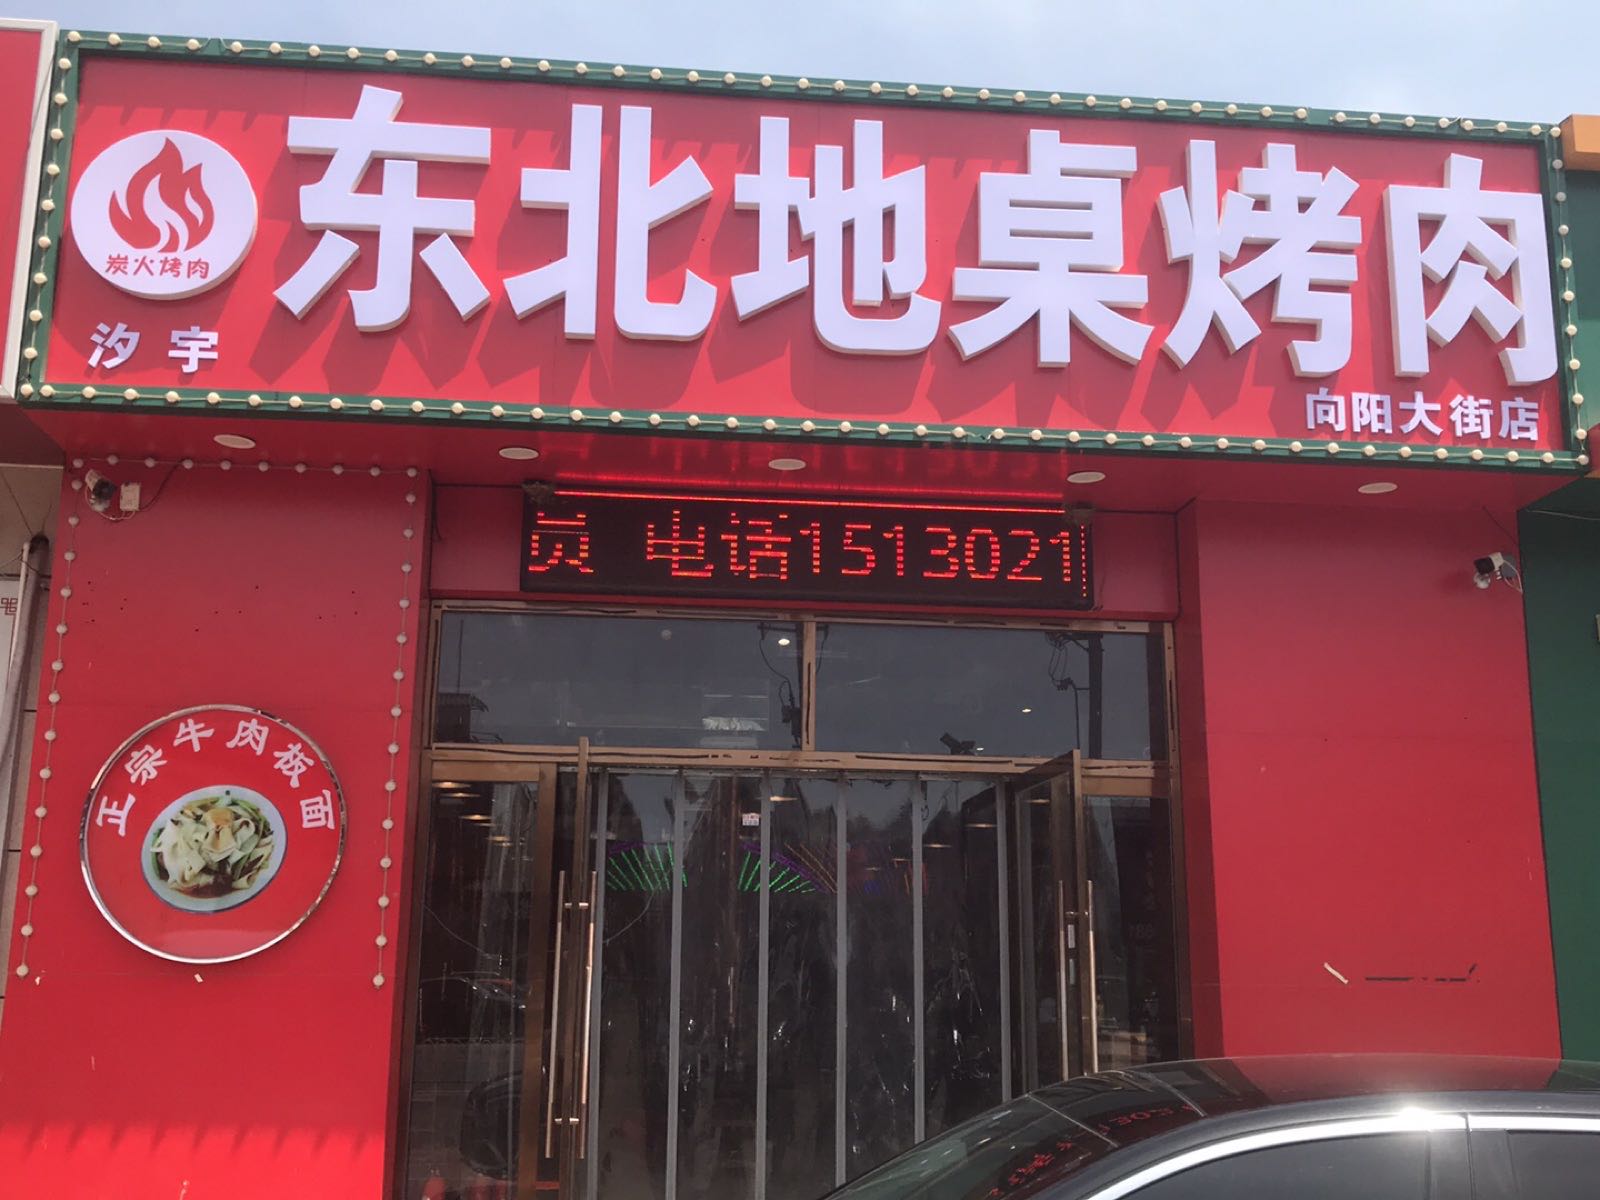 东北地桌烤肉
炭火烤肉
汐宇
向阳大街店
员 电话1513021
正宗牛肉板面